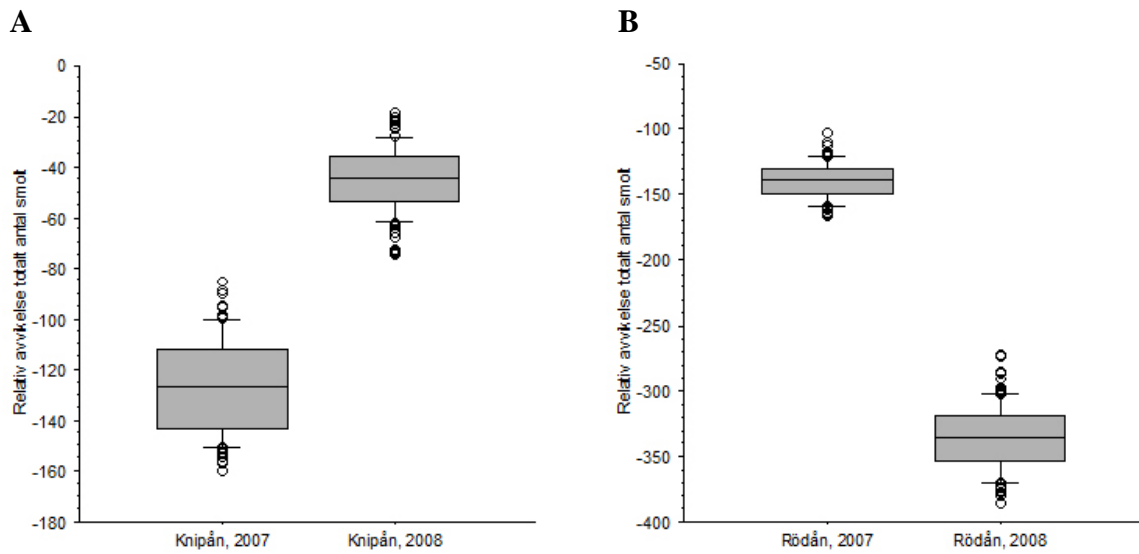 A
Relativ avvikelse totalt antal smolt
0
-20
-40
-60
-80
-100
-120
-140
-160
-180
Knipån, 2007
Knipån, 2008
B
Relativ avvikelse totalt antal smolt
-50
-100
-150
-200
-250
-300
-350
-400
Rödån, 2007
Rödån, 2008